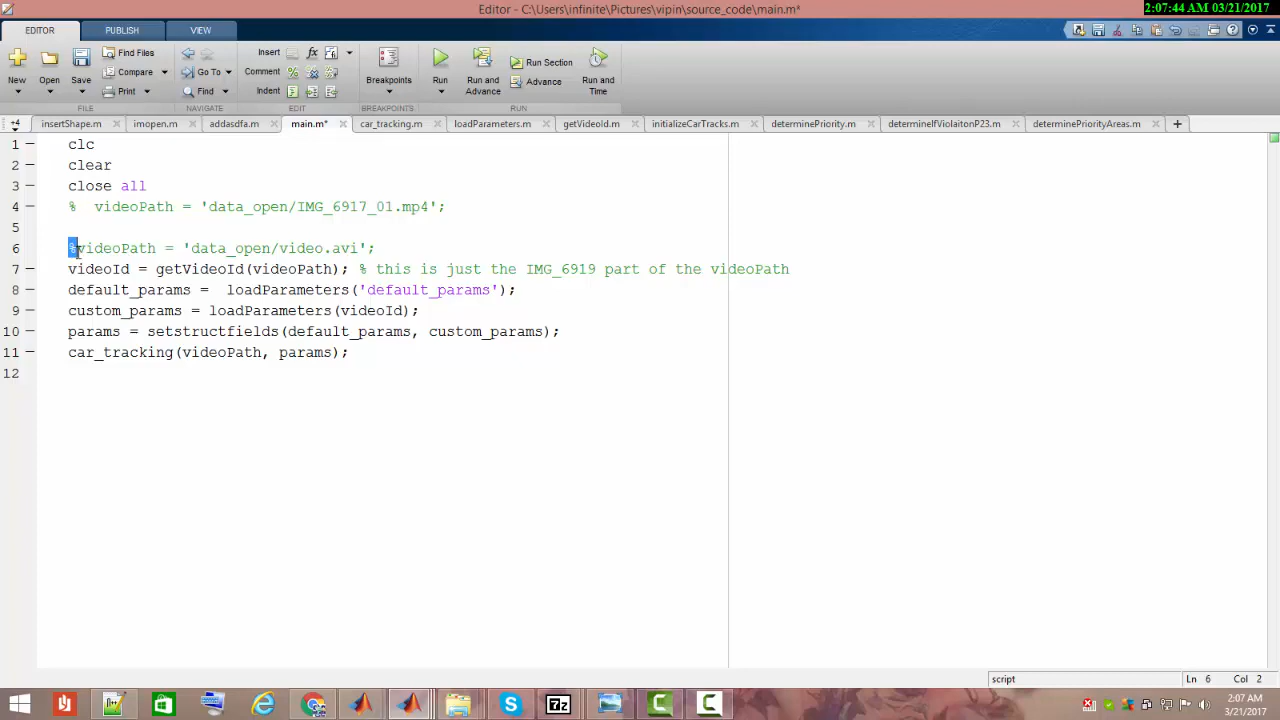 2:07:44 AM 03/21/2017
Editor - C:\Users\infinite\Pictures\vipin\source_code\main.m*
EDITOR PUBLISH VIEW
New Open Save Find Files Compare Print Go To Find Insert Comment Indent fx Breakpoints Run Run and Advance Run Section Advance Run and Time
FILE NAVIGATE EDIT BREAKPOINTS RUN
insertShape.m imopen.m addasdfa.m main.m* car_tracking.m loadParameters.m getVideoId.m initializeCarTracks.m determinePriority.m determineIfViolaitonP23.m determinePriorityAreas.m
1 clc
2 clear
3 close all
4 %  videoPath = 'data_open/IMG_6917_01.mp4';
5
6 %videoPath = 'data_open/video.avi';
7 videoId = getVideoId(videoPath); % this is just the IMG_6919 part of the videoPath
8 default_params =  loadParameters('default_params');
9 custom_params = loadParameters(videoId);
10 params = setstructfields(default_params, custom_params);
11 car_tracking(videoPath, params);
12
script Ln 6 Col 2
2:07 AM
3/21/2017